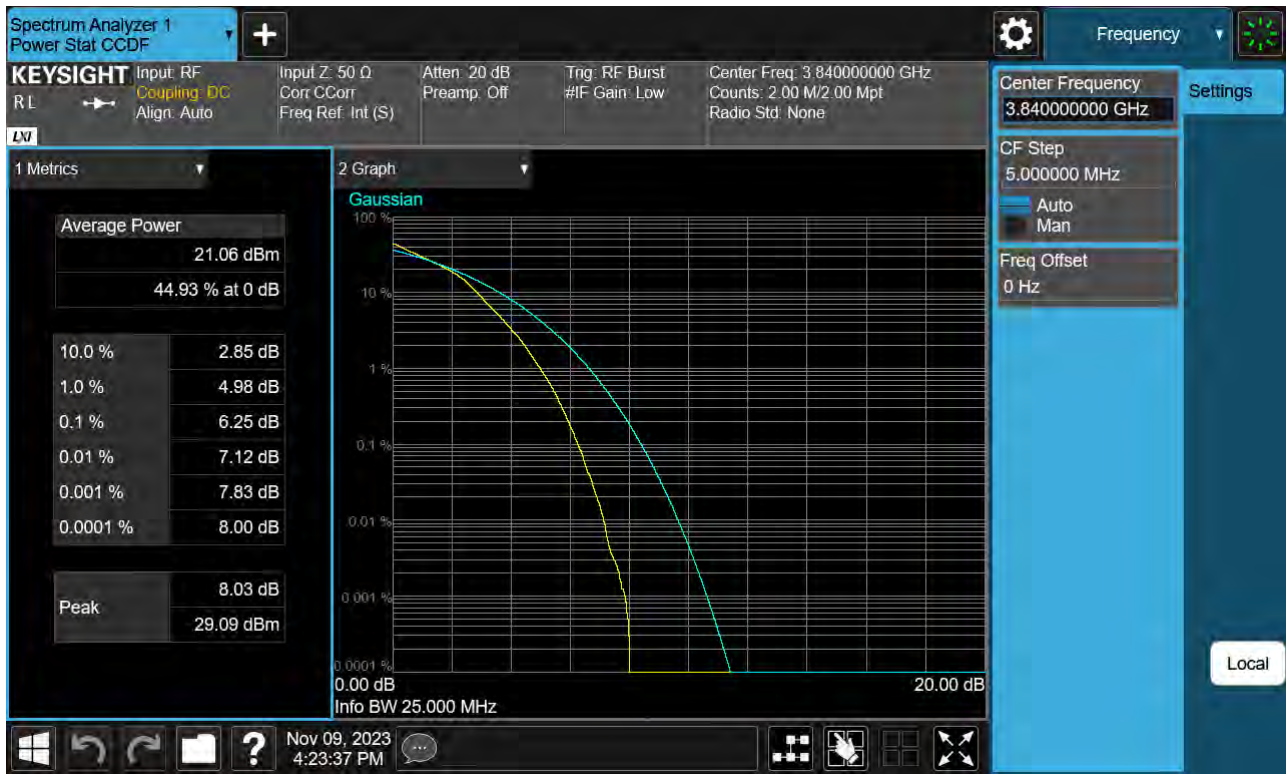 Spectrum Analyzer 1
Power Stat CCDF
Frequency
KEYSIGHT
RL
LXI
Input: RF
Coupling: DC
Align: Auto
Input Z: 50 Ω
Corr CCorr
Freq Ref: Int (S)
Atten: 20 dB
Preamp: Off
Trig: RF Burst
#IF Gain: Low
Center Freq: 3.840000000 GHz
Counts: 2.00 M/2.00 Mpt
Radio Std: None
Center Frequency
3.840000000 GHz
Settings
CF Step
5.000000 MHz
Auto
Man
Freq Offset
0 Hz
1 Metrics
Average Power
21.06 dBm
44.93 % at 0 dB
10.0 % 2.85 dB
1.0 % 4.98 dB
0.1 % 6.25 dB
0.01 % 7.12 dB
0.001 % 7.83 dB
0.0001 % 8.00 dB
Peak 8.03 dB
29.09 dBm
2 Graph
Gaussian
100 %
10 %
1 %
0.1 %
0.01 %
0.001 %
0.0001 %
0.00 dB 20.00 dB
Info BW 25.000 MHz
Local
?
Nov 09, 2023
4:23:37 PM